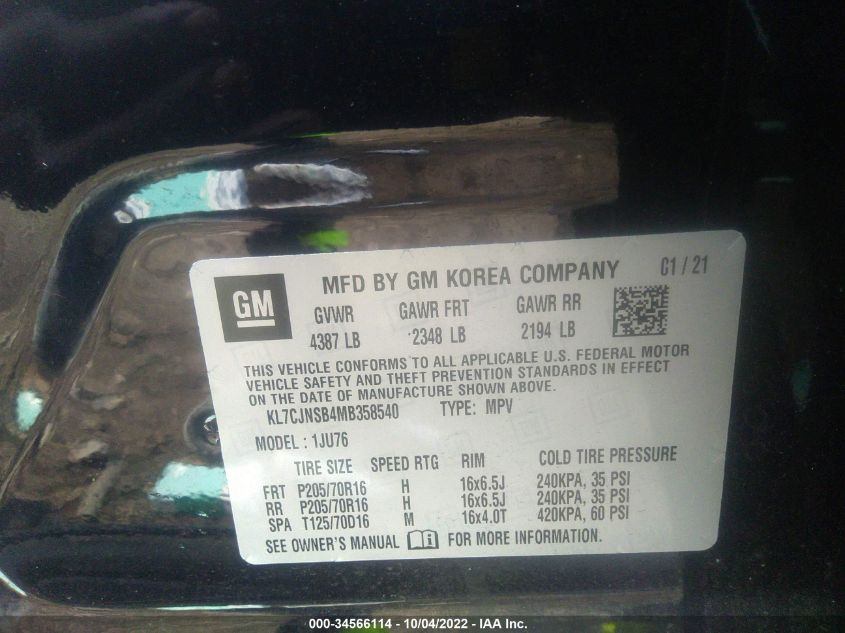 GM
MFD BY GM KOREA COMPANY 01 / 21
GVWR GAWR FRT GAWR RR
4387 LB 2348 LB 2194 LB
THIS VEHICLE CONFORMS TO ALL APPLICABLE U.S. FEDERAL MOTOR
VEHICLE SAFETY AND THEFT PREVENTION STANDARDS IN EFFECT
ON THE DATE OF MANUFACTURE SHOWN ABOVE.
KL7CJNSB4MB358540 TYPE: MPV
MODEL : 1JU76
TIRE SIZE SPEED RTG RIM COLD TIRE PRESSURE
FRT P205/70R16 H 16x6.5J 240KPA, 35 PSI
RR P205/70R16 H 16x6.5J 240KPA, 35 PSI
SPA T125/70D16 M 16x4.0T 420KPA, 60 PSI
SEE OWNER'S MANUAL FOR MORE INFORMATION.
000-34566114 - 10/04/2022 - IAA Inc.